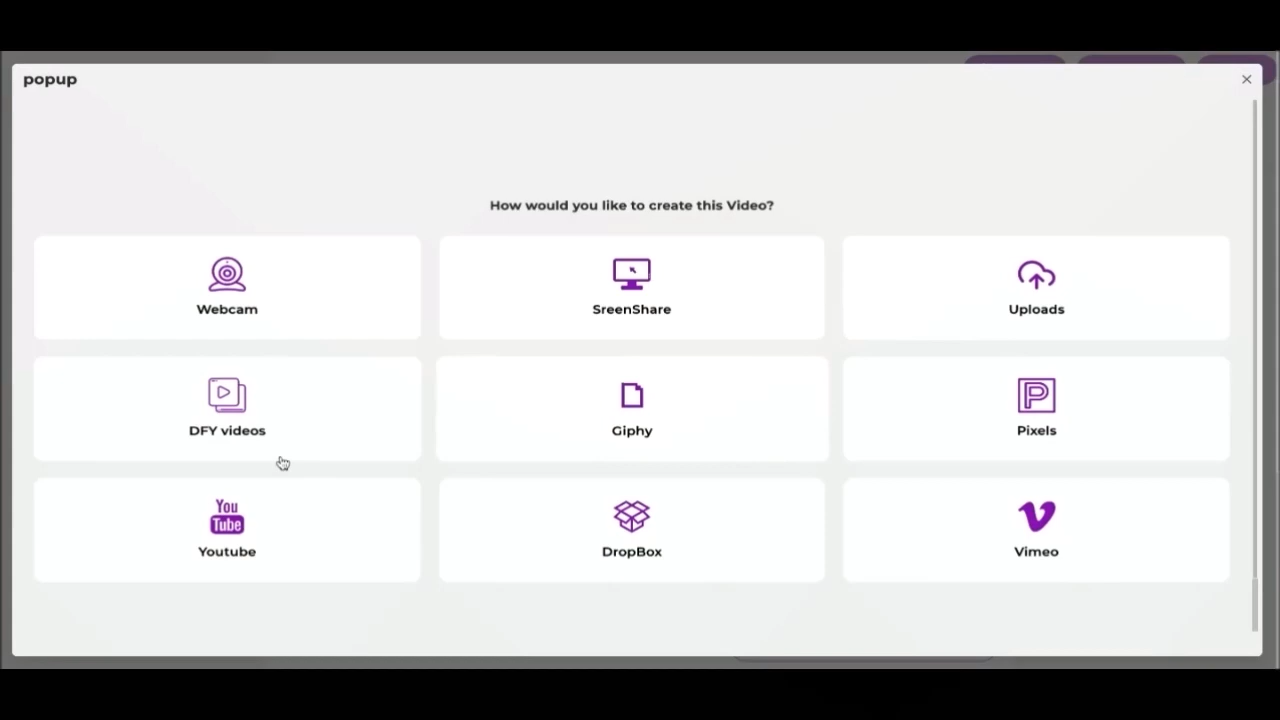 popup
How would you like to create this Video?
Webcam
SreenShare
Uploads
DFY videos
Giphy
P
Pixels
You
Tube
Youtube
DropBox
Vimeo